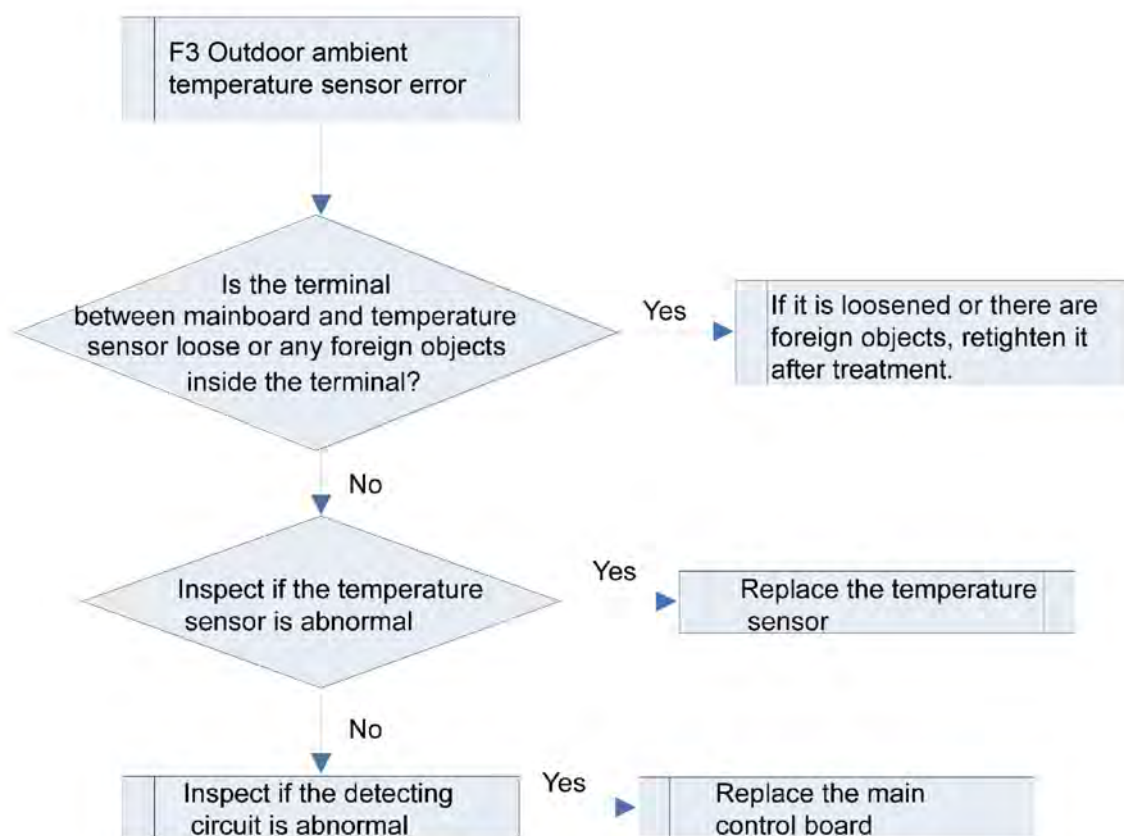 F3 Outdoor ambient
temperature sensor error
Is the terminal
between mainboard and temperature
sensor loose or any foreign objects
inside the terminal?
Yes
If it is loosened or there are
foreign objects, retighten it
after treatment.
No
Inspect if the temperature
sensor is abnormal
Yes
Replace the temperature
sensor
No
Inspect if the detecting
circuit is abnormal
Yes
Replace the main
control board